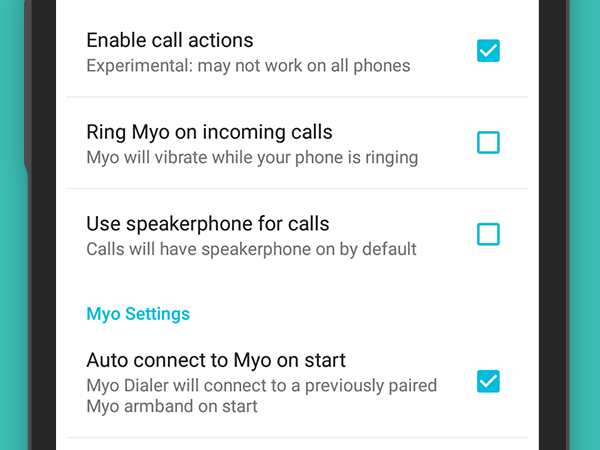 Enable call actions
Experimental: may not work on all phones
Ring Myo on incoming calls
Myo will vibrate while your phone is ringing
Use speakerphone for calls
Calls will have speakerphone on by default
Myo Settings
Auto connect to Myo on start
Myo Dialer will connect to a previously paired
Myo armband on start